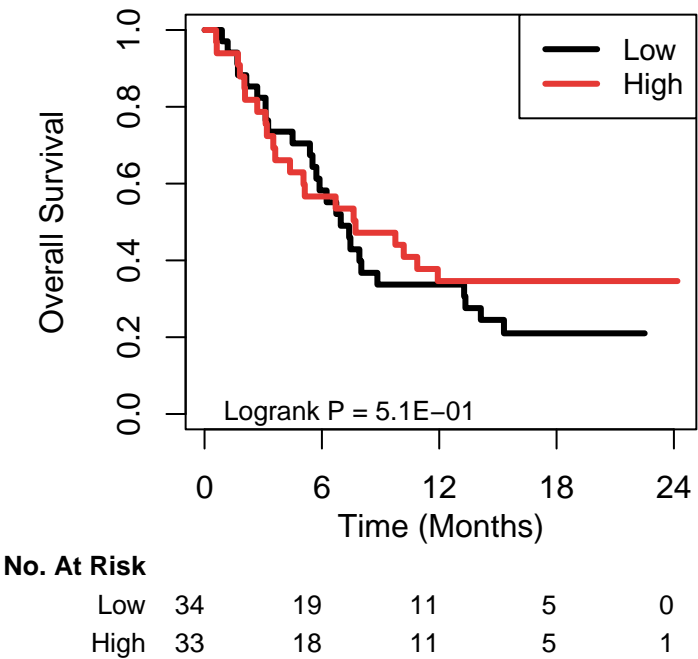 Low
High
Overall Survival
1.0
0.8
0.6
0.4
0.2
0.0
Logrank P = 5.1E−01
0 6 12 18 24
Time (Months)
No. At Risk
Low 34 19 11 5 0
High 33 18 11 5 1